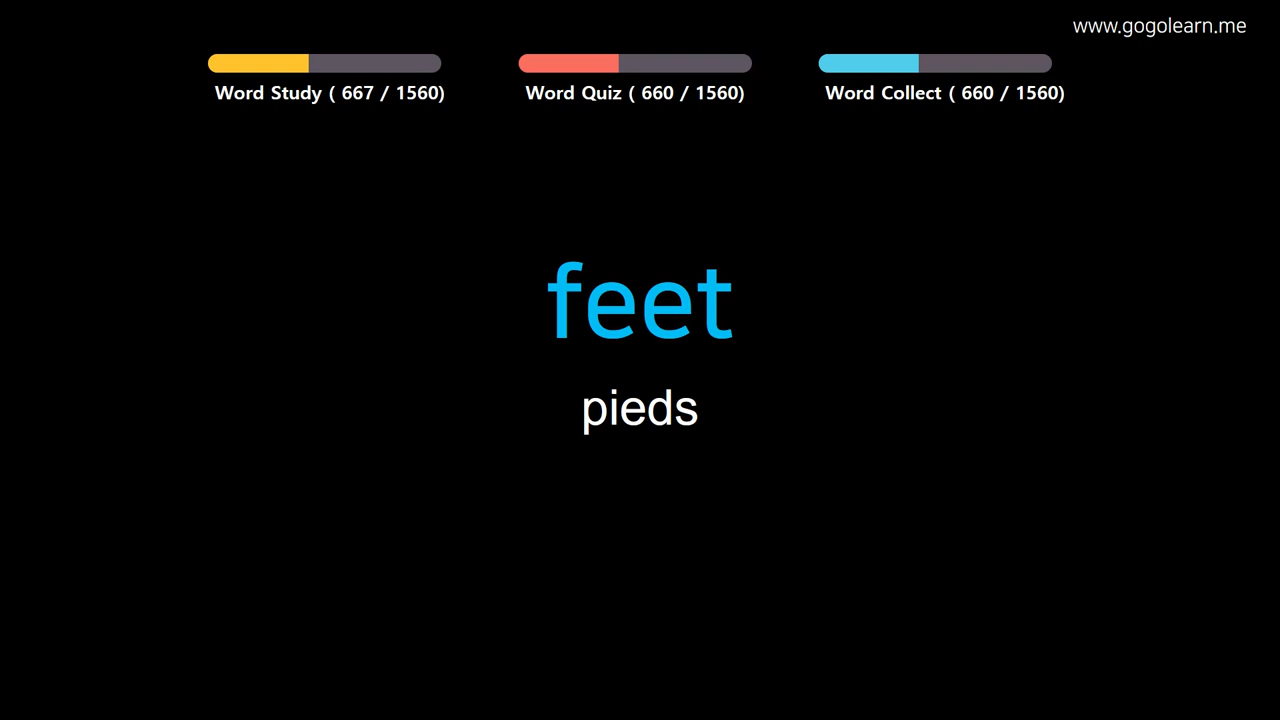 www.gogolearn.me
Word Study ( 667 / 1560)
Word Quiz ( 660 / 1560)
Word Collect ( 660 / 1560)
feet
pieds